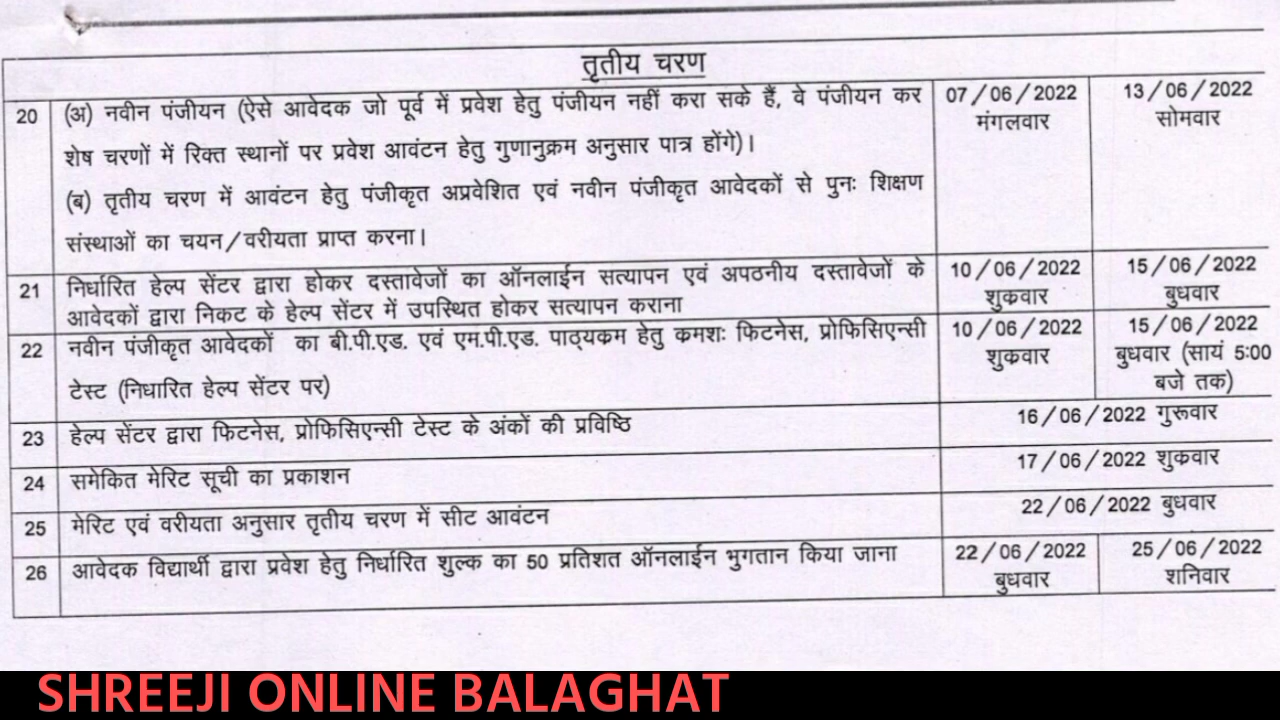 तृतीय चरण
20 (अ) नवीन पंजीयन (ऐसे आवेदक जो पूर्व में प्रवेश हेतु पंजीयन नहीं करा सके हैं, वे पंजीयन कर 07/06/2022 13/06/2022
मंगलवार सोमवार
शेष चरणों में रिक्त स्थानों पर प्रवेश आवंटन हेतु गुणानुक्रम अनुसार पात्र होंगे)।
(ब) तृतीय चरण में आवंटन हेतु पंजीकृत अप्रवेशित एवं नवीन पंजीकृत आवेदकों से पुनः शिक्षण
संस्थाओं का चयन/वरीयता प्राप्त करना।
21 निर्धारित हेल्प सेंटर द्वारा होकर दस्तावेजों का ऑनलाईन सत्यापन एवं अपठनीय दस्तावेजों के 10/06/2022 15/06/2022
आवेदकों द्वारा निकट के हेल्प सेंटर में उपस्थित होकर सत्यापन कराना शुकवार बुधवार
22 नवीन पंजीकृत आवेदकों का बी.पी.एड. एवं एम.पी.एड. पाठ्यकम हेतु कमशः फिटनेस, प्रोफिसिएन्सी 10/06/2022 15/06/2022
शुकवार बुधवार (सायं 5:00
टेस्ट (निधारित हेल्प सेंटर पर) बजे तक)
23 हेल्प सेंटर द्वारा फिटनेस, प्रोफिसिएन्सी टेस्ट के अंकों की प्रविष्ठि 16/06/2022 गुरूवार
24 समेकित मेरिट सूची का प्रकाशन 17/06/2022 शुकवार
25 मेरिट एवं वरीयता अनुसार तृतीय चरण में सीट आवंटन 22/06/2022 बुधवार
26 आवेदक विद्यार्थी द्वारा प्रवेश हेतु निर्धारित शुल्क का 50 प्रतिशत ऑनलाईन भुगतान किया जाना 22/06/2022 25/06/2022
बुधवार शनिवार
SHREEJI ONLINE BALAGHAT